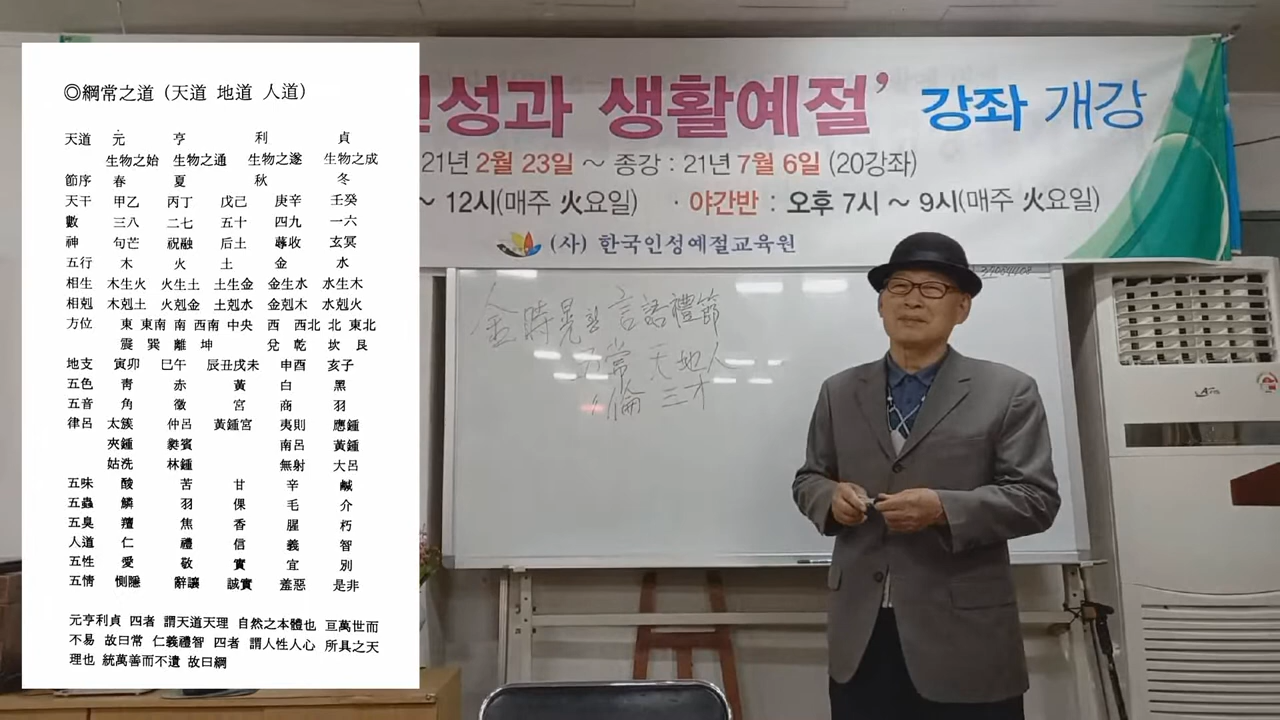 ◎綱常之道 (天道 地道 人道)
天道 元 亨 利 貞
生物之始 生物之通 生物之遂 生物之成
節序 春 夏 秋 冬
天干 甲乙 丙丁 戊己 庚辛 壬癸
數 三八 二七 五十 四九 一六
神 句芒 祝融 后土 蓐收 玄冥
五行 木 火 土 金 水
相生 木生火 火生土 土生金 金生水 水生木
相剋 木剋土 火剋金 土剋水 金剋木 水剋火
方位 東 東南 南 西南 中央 西 西北 北 東北
震 巽 離 坤 兌 乾 坎 艮
地支 寅卯 巳午 辰丑戌未 申酉 亥子
五色 靑 赤 黃 白 黑
五音 角 徵 宮 商 羽
律呂 太簇 仲呂 黃鍾宮 夷則 應鍾
夾鍾 蕤賓 南呂 黃鍾
姑洗 林鍾 無射 大呂
五味 酸 苦 甘 辛 鹹
五蟲 鱗 羽 倮 毛 介
五臭 羶 焦 香 腥 朽
人道 仁 禮 信 義 智
五性 愛 敬 實 宜 別
五情 惻隱 辭讓 誠實 羞惡 是非
元亨利貞 四者 謂天道天理 自然之本體也 亘萬世而
不易 故曰常 仁義禮智 四者 謂人性人心 所具之天
理也 統萬善而不遺 故曰綱
인성과 생활예절' 강좌 개강
21년 2월 23일 ~ 종강 : 21년 7월 6일 (20강좌)
~ 12시(매주 火요일) · 야간반 : 오후 7시 ~ 9시(매주 火요일)
(사) 한국인성예절교육원
金時晃 言語禮節
常 天地人
倫 三才